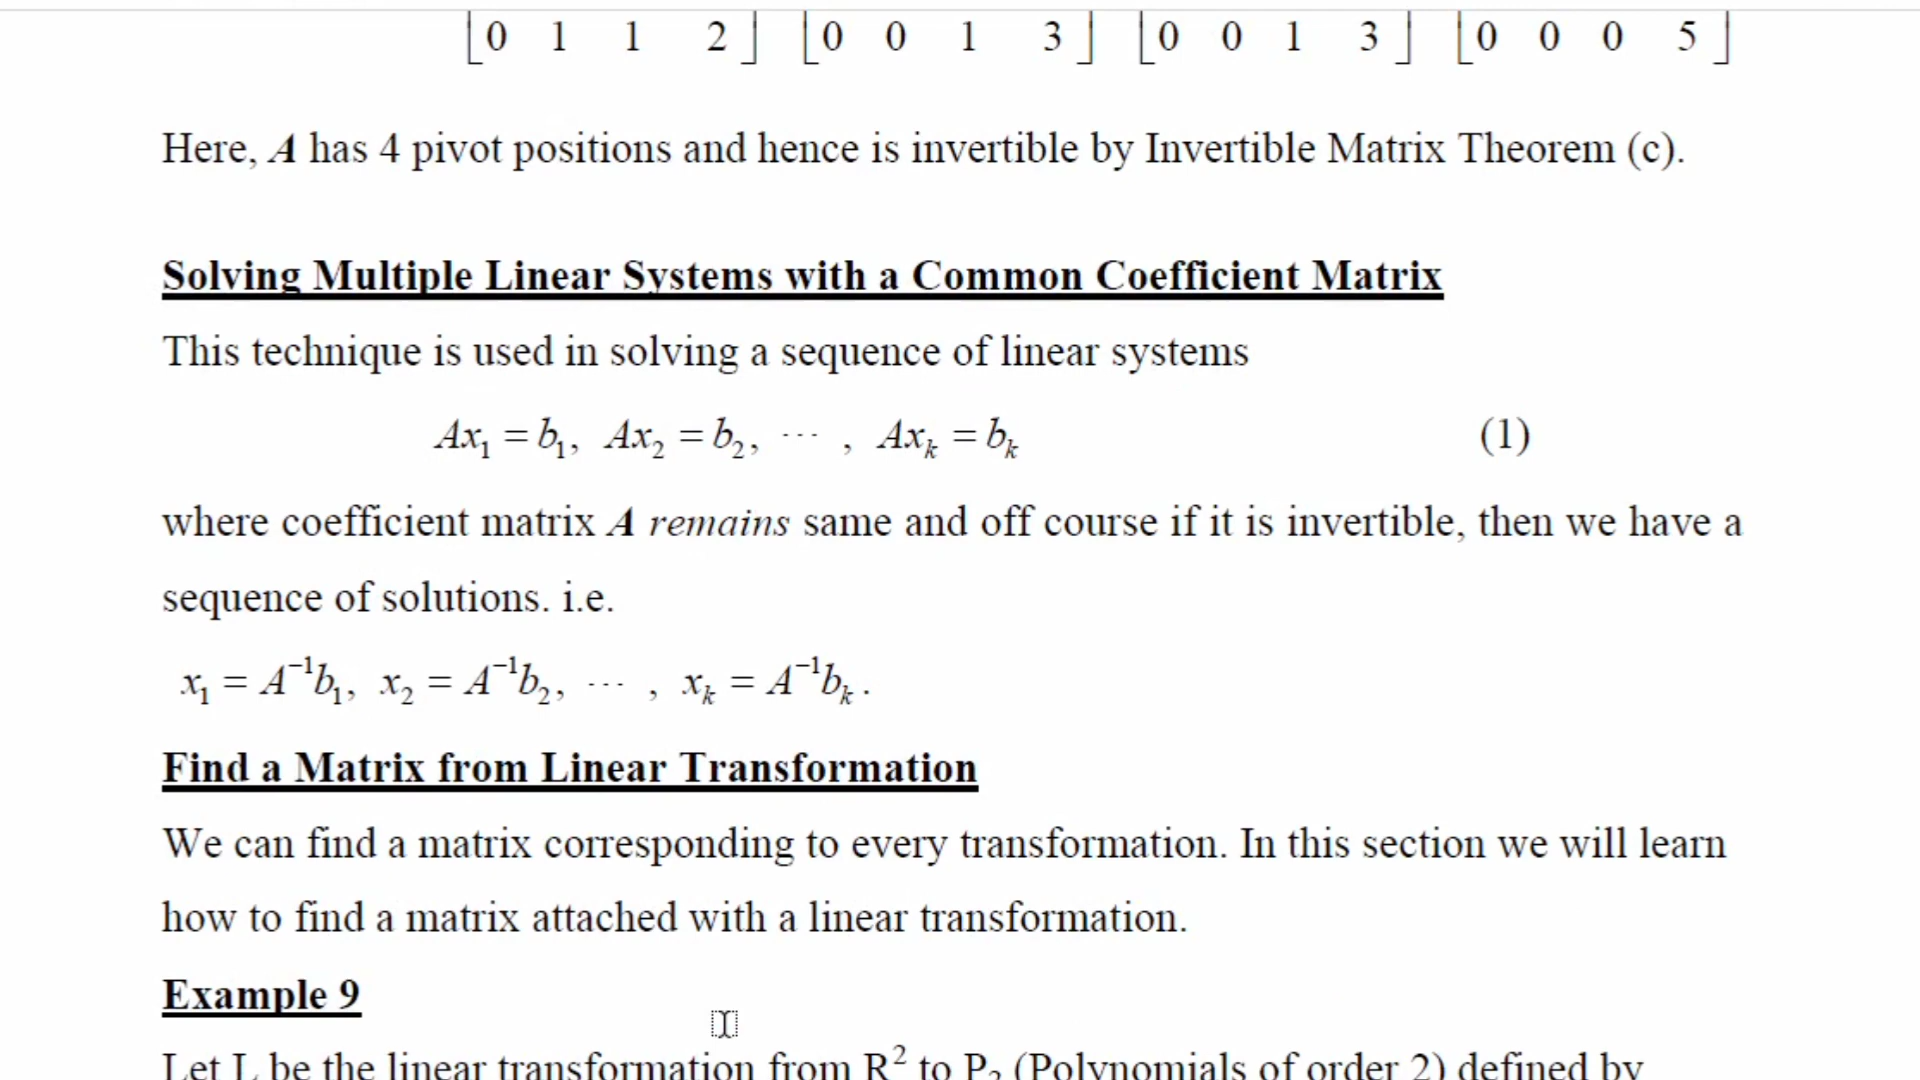 ⌊0 1 1 2⌋ ⌊0 0 1 3⌋ ⌊0 0 1 3⌋ ⌊0 0 0 5⌋
Here, A has 4 pivot positions and hence is invertible by Invertible Matrix Theorem (c).
Solving Multiple Linear Systems with a Common Coefficient Matrix
This technique is used in solving a sequence of linear systems
Ax₁ = b₁, Ax₂ = b₂, ⋯ , Axₖ = bₖ (1)
where coefficient matrix A remains same and off course if it is invertible, then we have a
sequence of solutions. i.e.
x₁ = A⁻¹b₁, x₂ = A⁻¹b₂, ⋯ , xₖ = A⁻¹bₖ.
Find a Matrix from Linear Transformation
We can find a matrix corresponding to every transformation. In this section we will learn
how to find a matrix attached with a linear transformation.
Example 9
Let L be the linear transformation from R² to P₂ (Polynomials of order 2) defined by